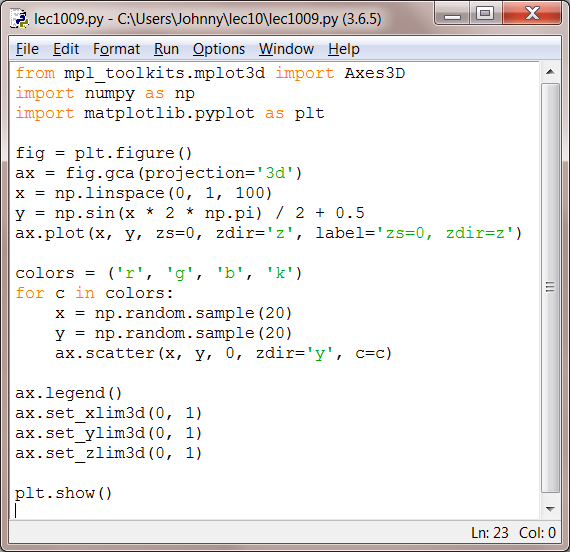 lec1009.py - C:\Users\Johnny\lec10\lec1009.py (3.6.5)
File Edit Format Run Options Window Help
from mpl_toolkits.mplot3d import Axes3D
import numpy as np
import matplotlib.pyplot as plt
fig = plt.figure()
ax = fig.gca(projection='3d')
x = np.linspace(0, 1, 100)
y = np.sin(x * 2 * np.pi) / 2 + 0.5
ax.plot(x, y, zs=0, zdir='z', label='zs=0, zdir=z')
colors = ('r', 'g', 'b', 'k')
for c in colors:
    x = np.random.sample(20)
    y = np.random.sample(20)
    ax.scatter(x, y, 0, zdir='y', c=c)
ax.legend()
ax.set_xlim3d(0, 1)
ax.set_ylim3d(0, 1)
ax.set_zlim3d(0, 1)
plt.show()
Ln: 23 Col: 0